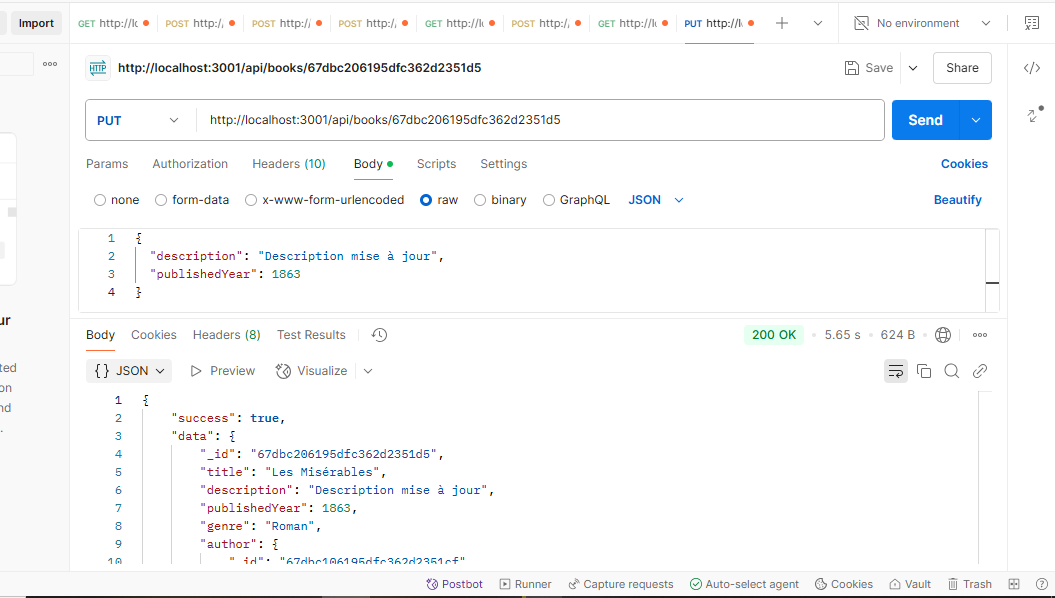 Import
GET http://l PUT
POST http:/
POST http:/
POST http:/
GET http://l
POST http:/
GET http://l
PUT http://l
No environment
HTTP http://localhost:3001/api/books/67dbc206195dfc362d2351d5
Save Share
PUT http://localhost:3001/api/books/67dbc206195dfc362d2351d5 Send
Params Authorization Headers (10) Body Scripts Settings Cookies
none form-data x-www-form-urlencoded raw binary GraphQL JSON Beautify
1 {
2 "description": "Description mise à jour",
3 "publishedYear": 1863
4 }
ur
ted
on
nd
.
Body Cookies Headers (8) Test Results 200 OK 5.65 s 624 B
{} JSON Preview Visualize
1 {
2 "success": true,
3 "data": {
4 "_id": "67dbc206195dfc362d2351d5",
5 "title": "Les Misérables",
6 "description": "Description mise à jour",
7 "publishedYear": 1863,
8 "genre": "Roman",
9 "author": {
10 "_id": "67dbc106195dfc362d2351cf"
Postbot Runner Capture requests Auto-select agent Cookies Vault Trash